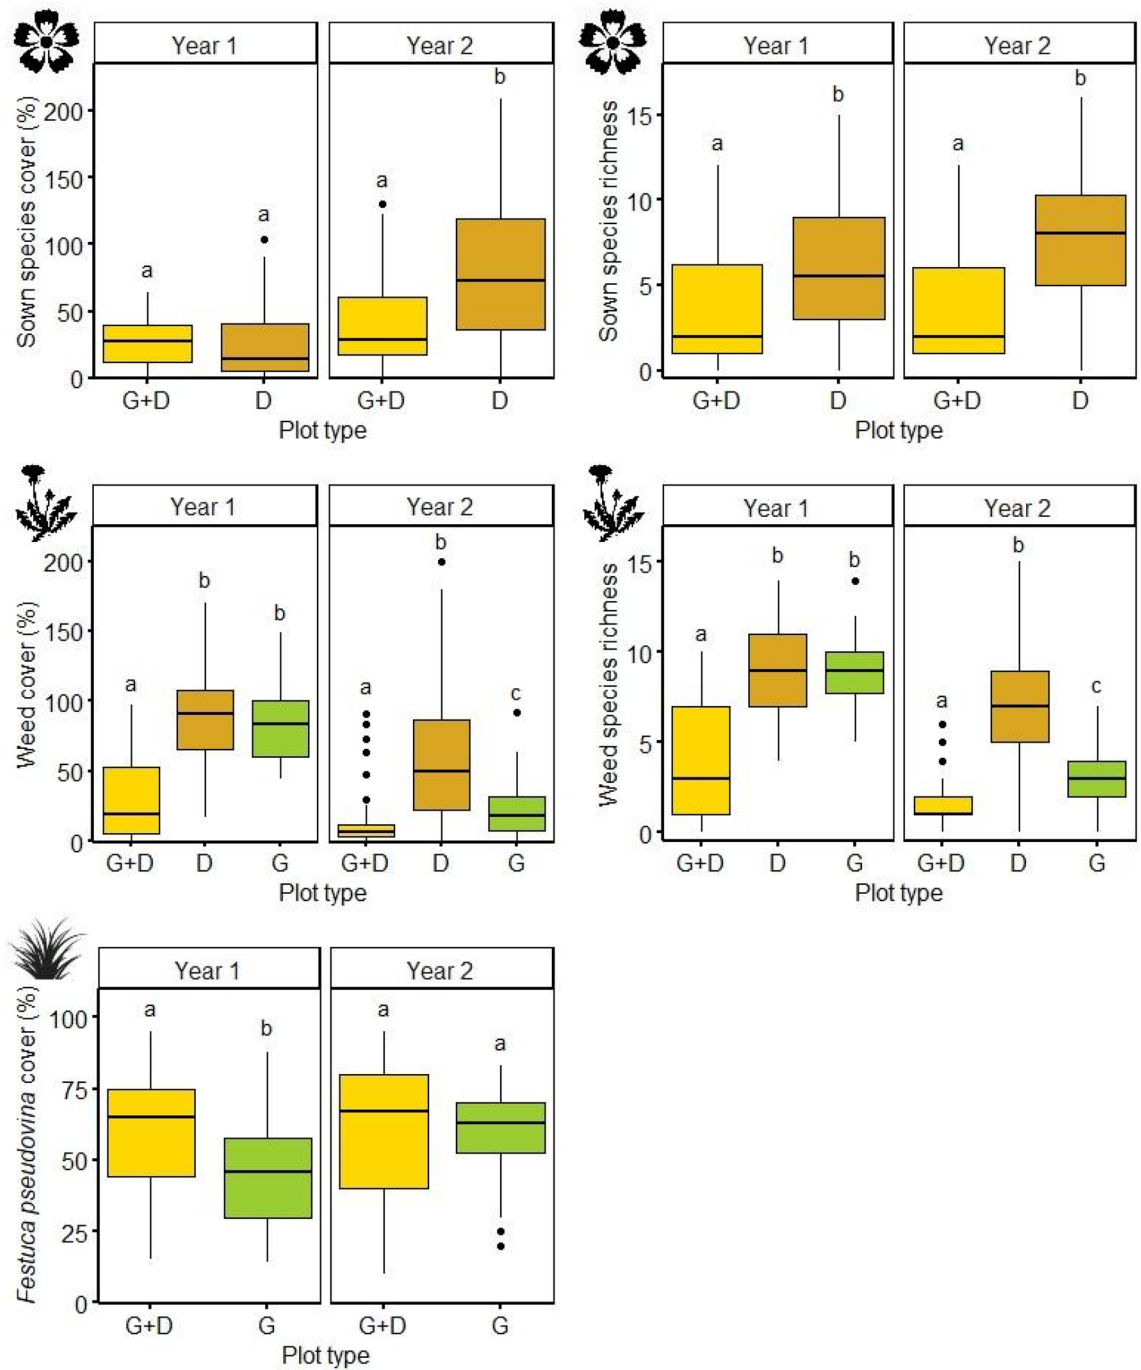 Year 1
Year 2
Sown species cover (%)
200
150
100
50
0
a
a
a
b
G+D
D
G+D
D
Plot type
Year 1
Year 2
Sown species richness
15
10
5
0
a
b
a
b
G+D
D
G+D
D
Plot type
Year 1
Year 2
Weed cover (%)
200
150
100
50
0
a
b
b
a
b
c
G+D
D
G
G+D
D
G
Plot type
Year 1
Year 2
Weed species richness
15
10
5
0
a
b
b
a
b
c
G+D
D
G
G+D
D
G
Plot type
Year 1
Year 2
Festuca pseudovina cover (%)
100
75
50
25
0
a
b
a
a
G+D
G
G+D
G
Plot type